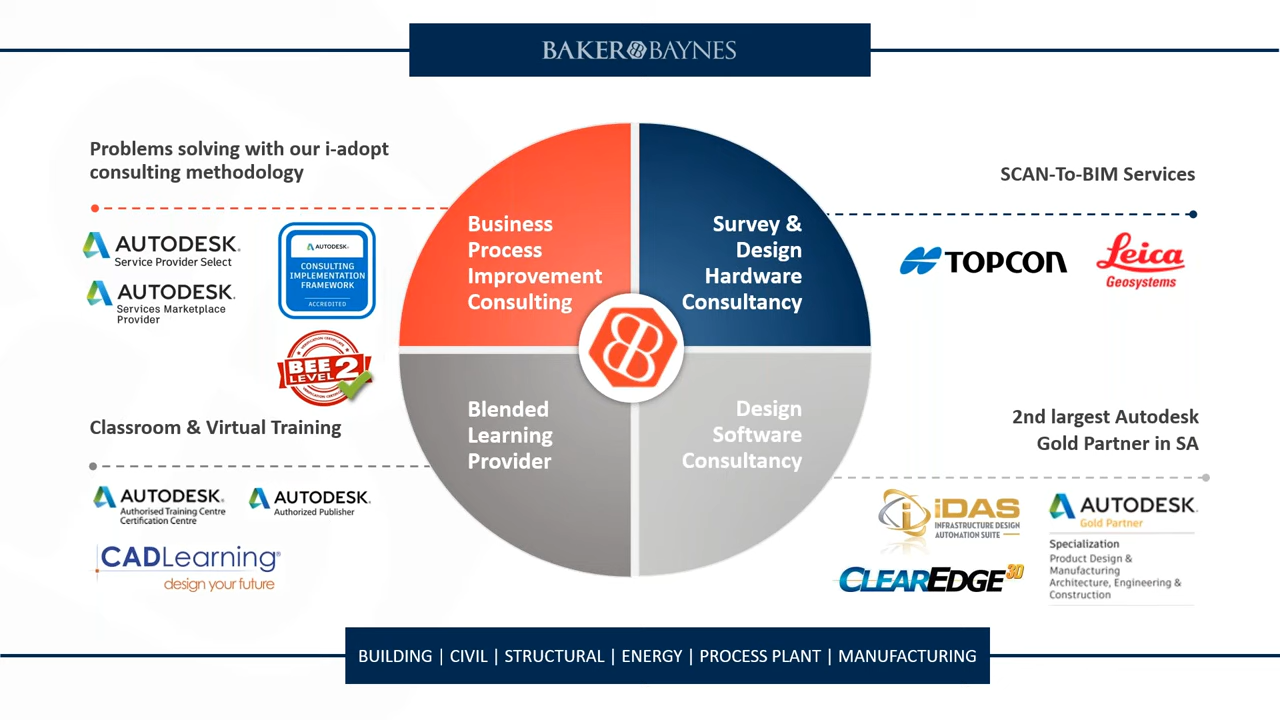 BAKER BAYNES
Problems solving with our i-adopt
consulting methodology
AUTODESK.
Service Provider Select
AUTODESK.
Services Marketplace
Provider
AUTODESK.
CONSULTING
IMPLEMENTATION
FRAMEWORK
ACCREDITED
BEE
LEVEL 2
Business
Process
Improvement
Consulting
Survey &
Design
Hardware
Consultancy
SCAN-To-BIM Services
TOPCON
Leica
Geosystems
Classroom & Virtual Training
AUTODESK.
Authorised Training Centre
Certification Centre
AUTODESK.
Authorized Publisher
CADLearning®
design your future
Blended
Learning
Provider
Design
Software
Consultancy
2nd largest Autodesk
Gold Partner in SA
iDAS
INFRASTRUCTURE DESIGN
AUTOMATION SUITE
CLEAREDGE3D
AUTODESK.
Gold Partner
Specialization
Product Design &
Manufacturing
Architecture, Engineering &
Construction
BUILDING | CIVIL | STRUCTURAL | ENERGY | PROCESS PLANT | MANUFACTURING